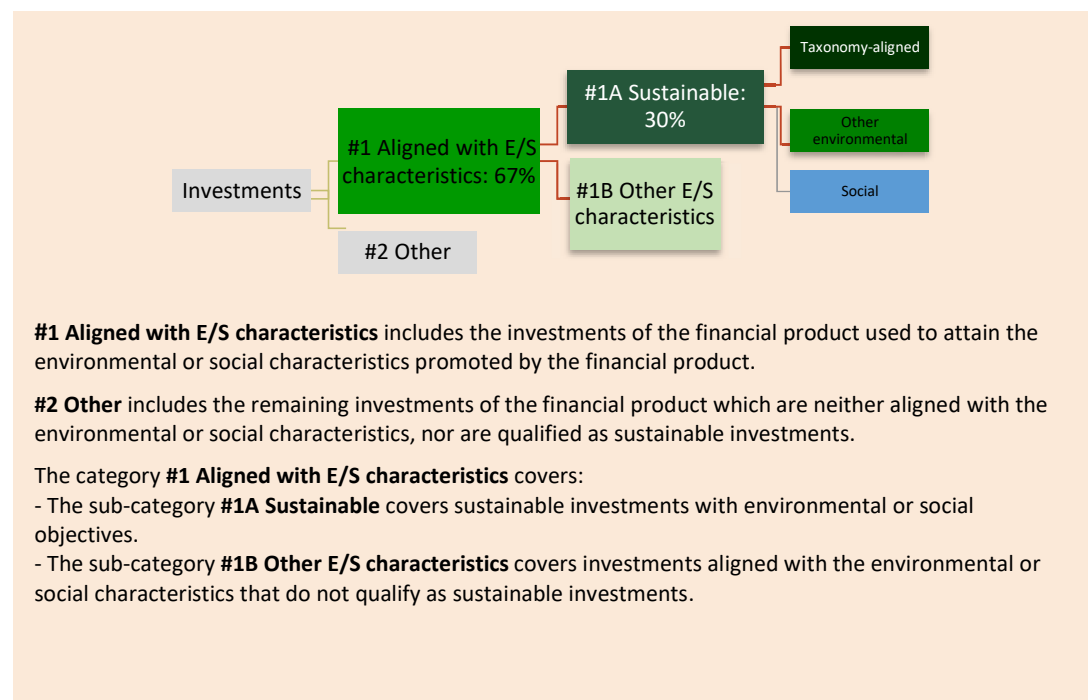 Taxonomy-aligned
#1A Sustainable:
30%
#1 Aligned with E/S
characteristics: 67%
Other
environmental
Investments
#1B Other E/S
characteristics
Social
#2 Other
#1 Aligned with E/S characteristics includes the investments of the financial product used to attain the
environmental or social characteristics promoted by the financial product.
#2 Other includes the remaining investments of the financial product which are neither aligned with the
environmental or social characteristics, nor are qualified as sustainable investments.
The category #1 Aligned with E/S characteristics covers:
- The sub-category #1A Sustainable covers sustainable investments with environmental or social
objectives.
- The sub-category #1B Other E/S characteristics covers investments aligned with the environmental or
social characteristics that do not qualify as sustainable investments.